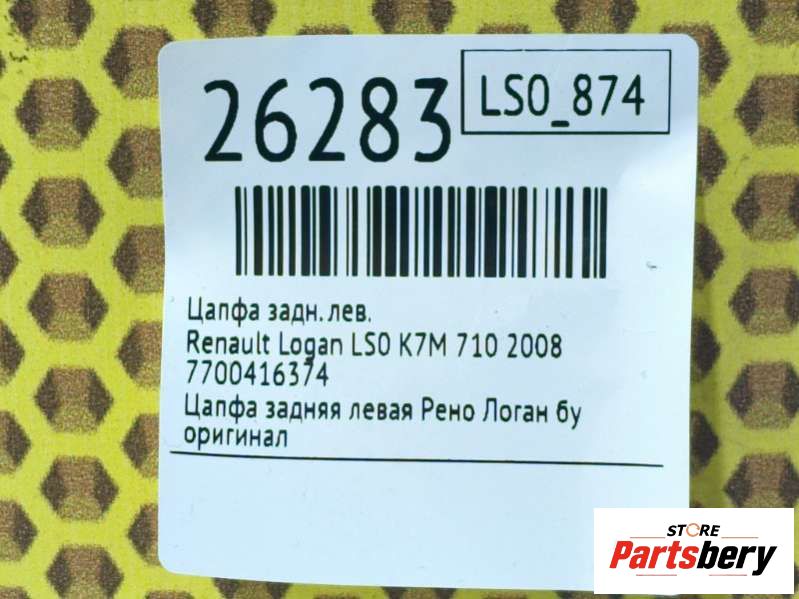 26283
LS0_874
Цапфа задн. лев.
Renault Logan LS0 K7M 710 2008
7700416374
Цапфа задняя левая Рено Логан бу
оригинал
STORE
Partsbery